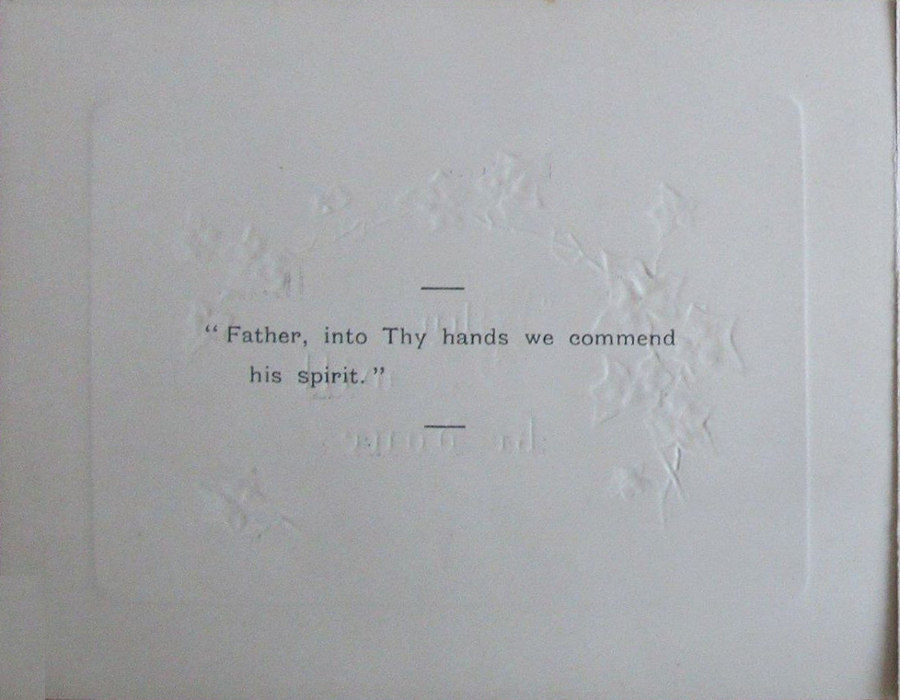 “ Father, into Thy hands we commend
his spirit. ”